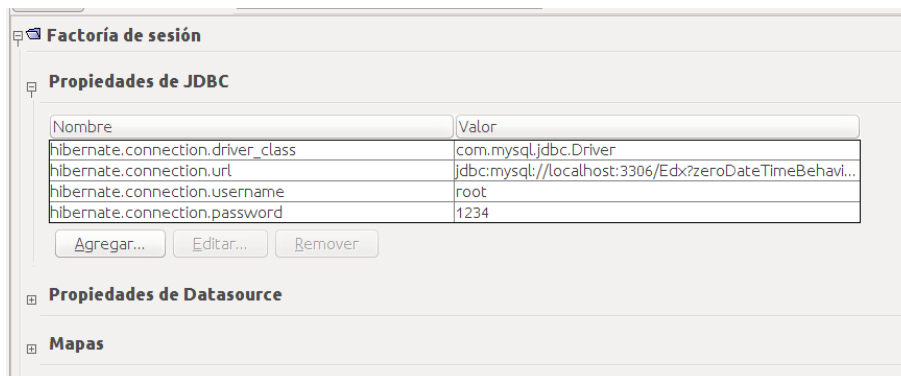 Factoría de sesión
Propiedades de JDBC
Nombre Valor
hibernate.connection.driver_class com.mysql.jdbc.Driver
hibernate.connection.url jdbc:mysql://localhost:3306/Edx?zeroDateTimeBehavi...
hibernate.connection.username root
hibernate.connection.password 1234
Agregar... Editar... Remover
Propiedades de Datasource
Mapas